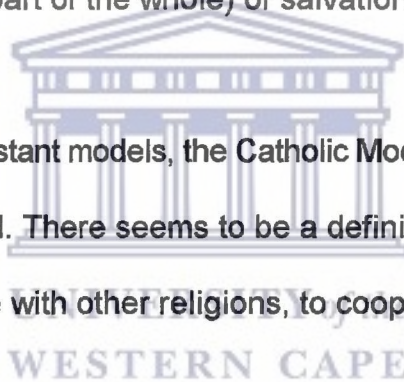 part of the whole) of salvation
stant models, the Catholic Mod
. There seems to be a defini
with other religions, to coop
UNIVERSITY of the
WESTERN CAPE